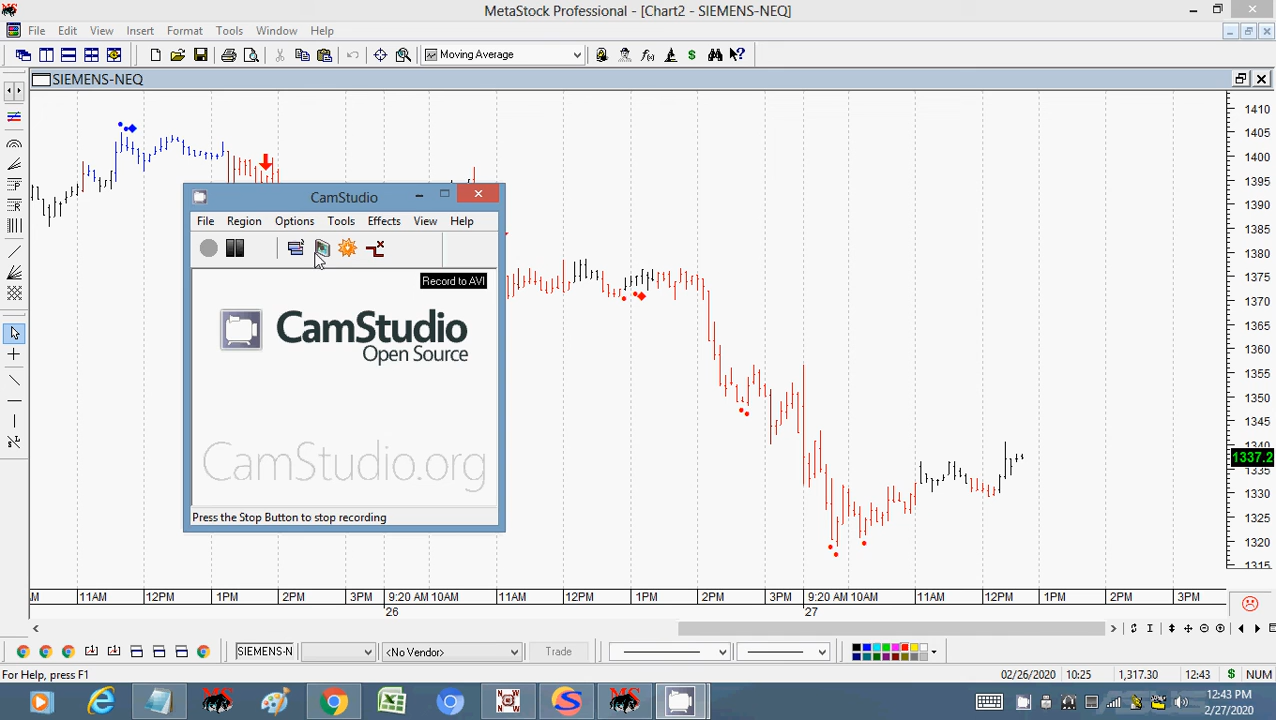 MetaStock Professional - [Chart2 - SIEMENS-NEQ]
File Edit View Insert Format Tools Window Help
Moving Average
SIEMENS-NEQ
1410
1405
1400
1395
1390
1385
1380
1375
1370
1365
1360
1355
1350
1345
1340
1337.2
1335
1330
1325
1320
1315
CamStudio
File Region Options Tools Effects View Help
Record to AVI
CamStudio
Open Source
CamStudio.org
Press the Stop Button to stop recording
AM 11AM 12PM 1PM 2PM 3PM 9:20 AM 10AM 11AM 12PM 1PM 2PM 3PM 9:20 AM 10AM 11AM 12PM 1PM 2PM 3PM
26 27
SIEMENS-N <No Vendor> Trade
For Help, press F1 02/26/2020 10:25 1,317.30 12:43 $ NUM
12:43 PM
2/27/2020